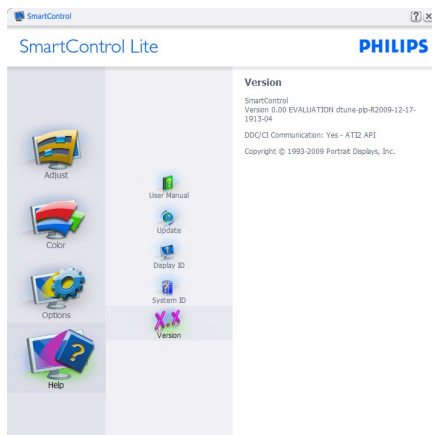 SmartControl
SmartControl Lite
PHILIPS
Adjust
Color
Options
Help
User Manual
Update
Display ID
System ID
X.X
Version
Version
SmartControl
Version 0.00 EVALUATION dtune-plp-R2009-12-17-
1913-04
DDC/CI Communication: Yes - ATI2 API
Copyright © 1993-2009 Portrait Displays, Inc.